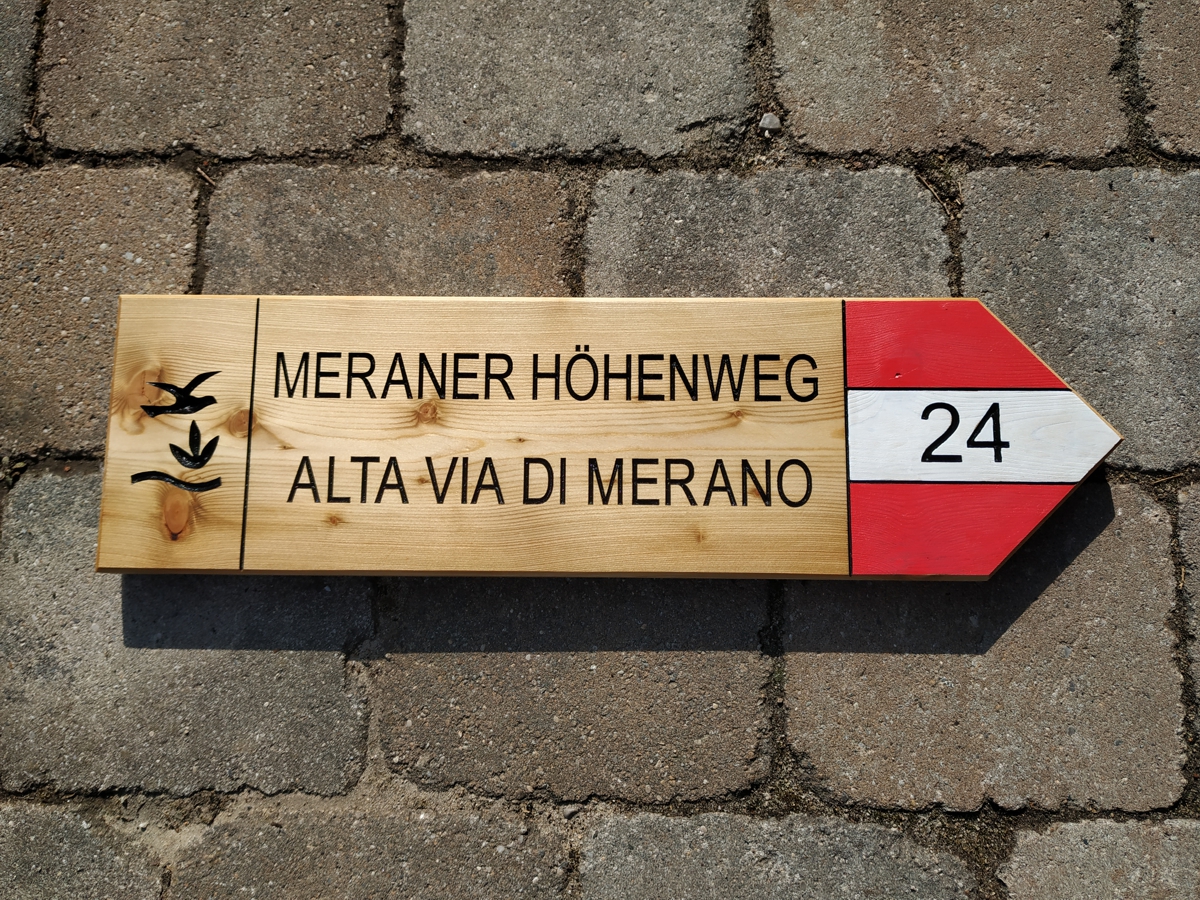 MERANER HÖHENWEG
ALTA VIA DI MERANO
24